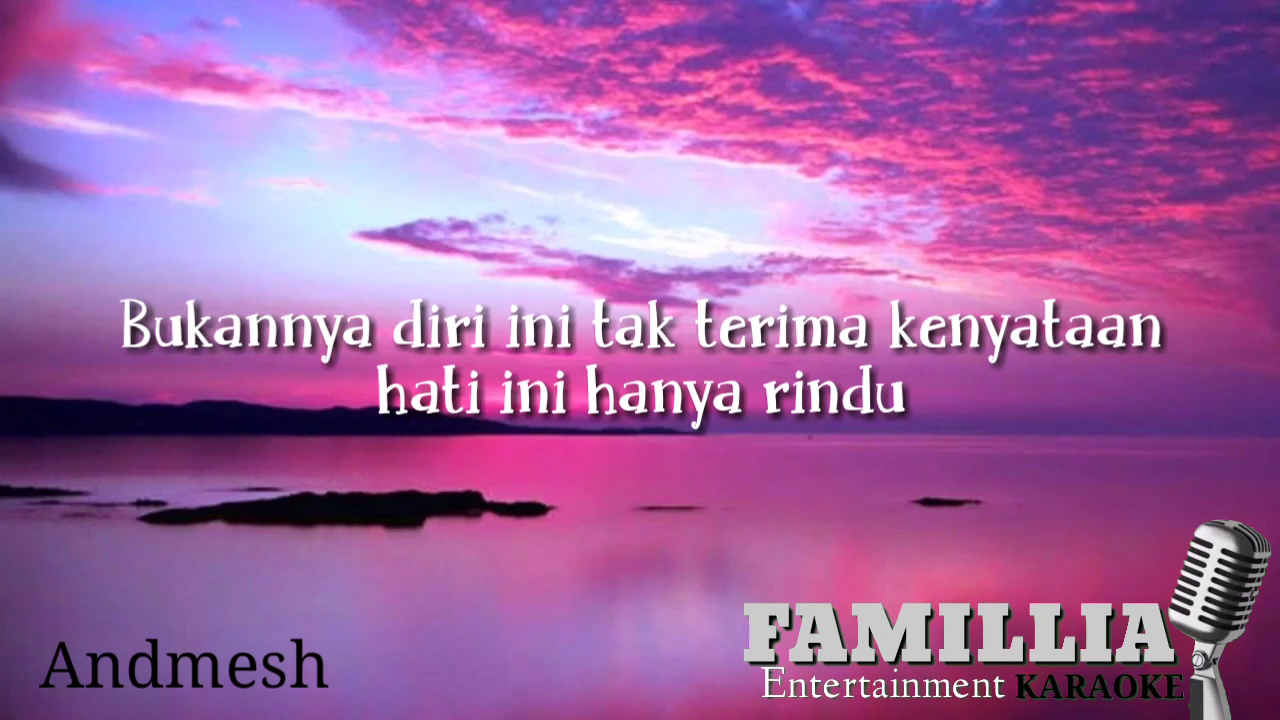 Bukannya diri ini tak terima kenyataan
hati ini hanya rindu
Andmesh
FAMILLIA
Entertainment KARAOKE